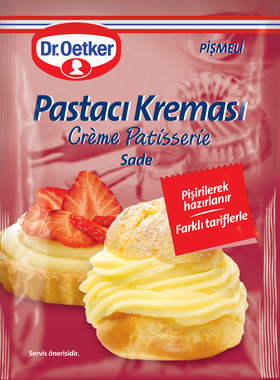 Dr.Oetker
PİŞMELİ
Pastacı Kreması
Crème Patisserie
Sade
Pişirilerek
hazırlanır
Farklı tariflerle
Servis önerisidir.